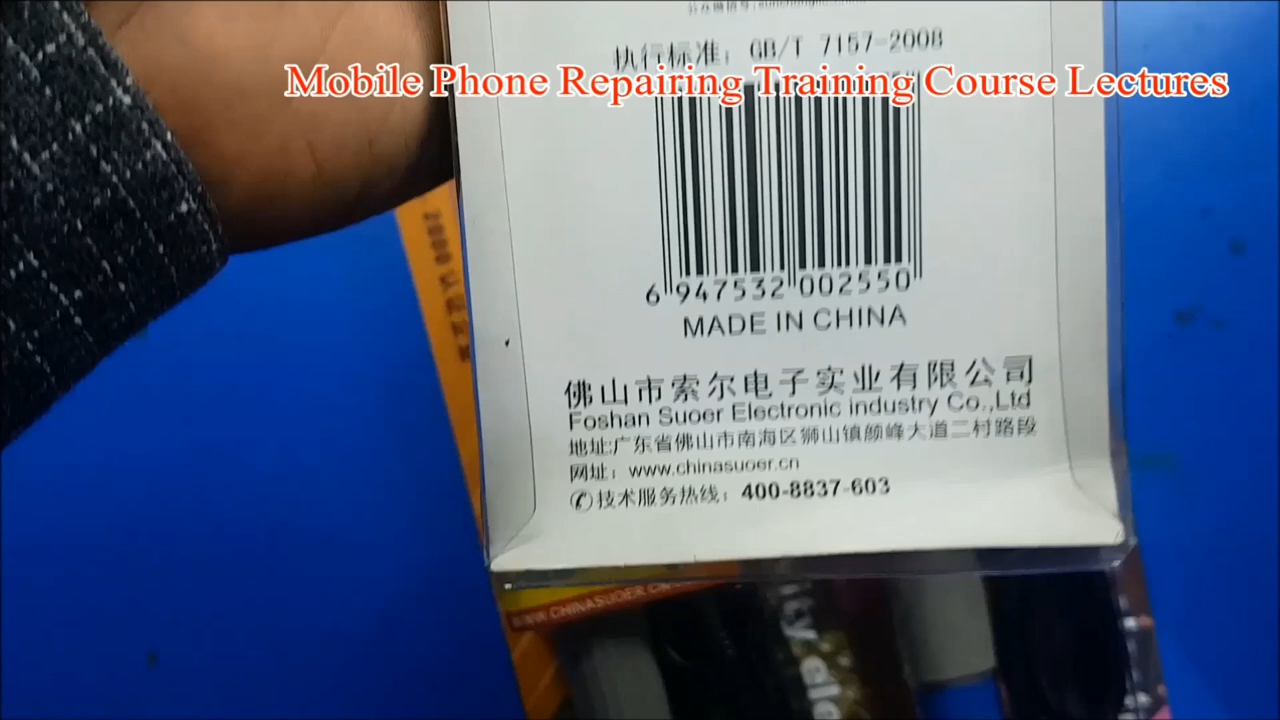 执行标准：GB/T 7157-2008
Mobile Phone Repairing Training Course Lectures
6 947532 002550
MADE IN CHINA
佛山市索尔电子实业有限公司
Foshan Suoer Electronic industry Co.,Ltd
地址:广东省佛山市南海区狮山镇颜峰大道二村路段
网址：www.chinasuoer.cn
技术服务热线：400-8837-603
WWW.CHINASUOER.C